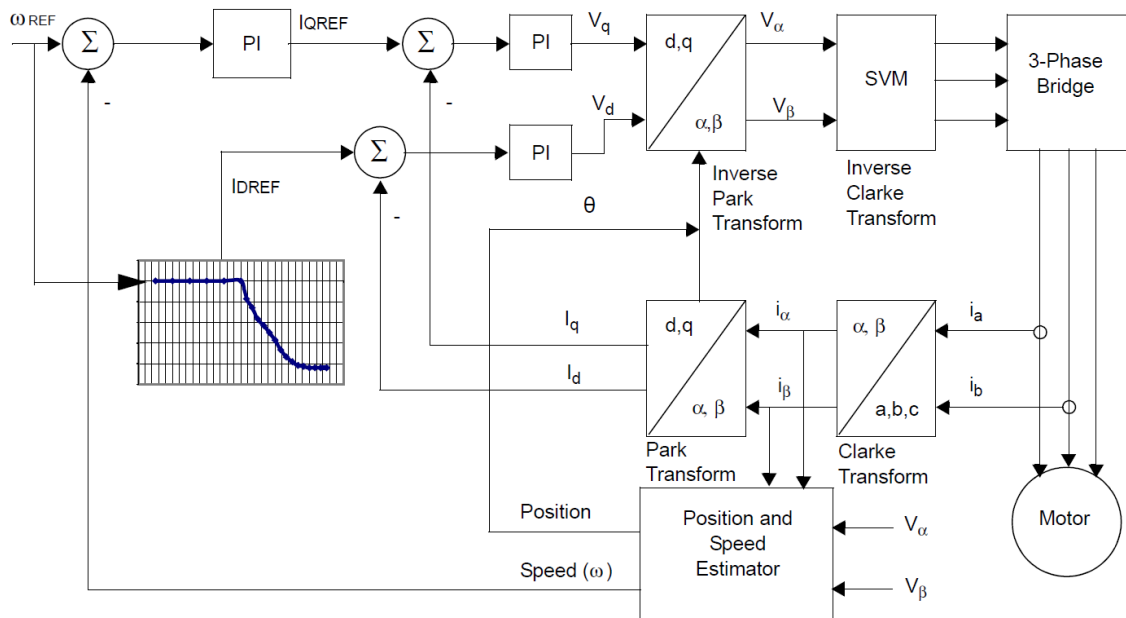 ω REF
Σ
-
PI
IQREF
Σ
-
PI
Vq
d,q
α,β
Vα
Vβ
SVM
3-Phase
Bridge
Σ
-
PI
Vd
IDREF
Inverse
Park
Transform
Inverse
Clarke
Transform
θ
Iq
Id
d,q
α, β
iα
iβ
α, β
a,b,c
ia
ib
Park
Transform
Clarke
Transform
Position
Speed (ω)
Position and
Speed
Estimator
Vα
Vβ
Motor